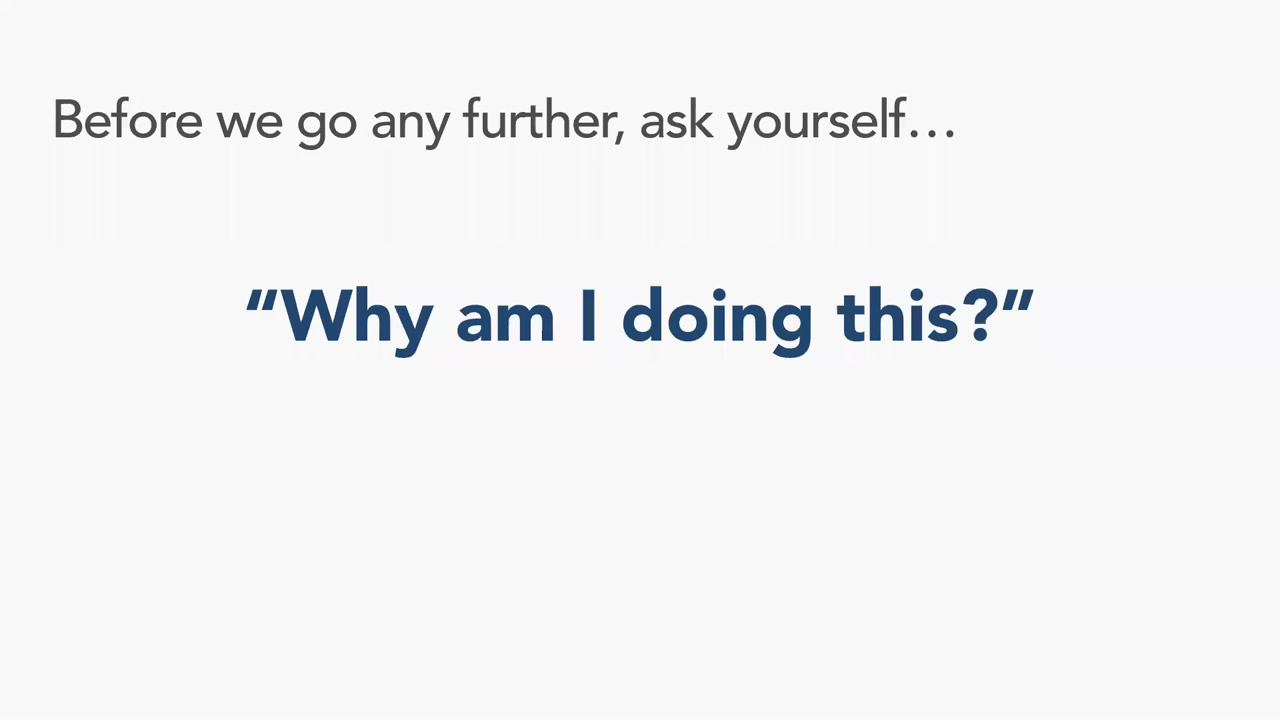 Before we go any further, ask yourself…
“Why am I doing this?”